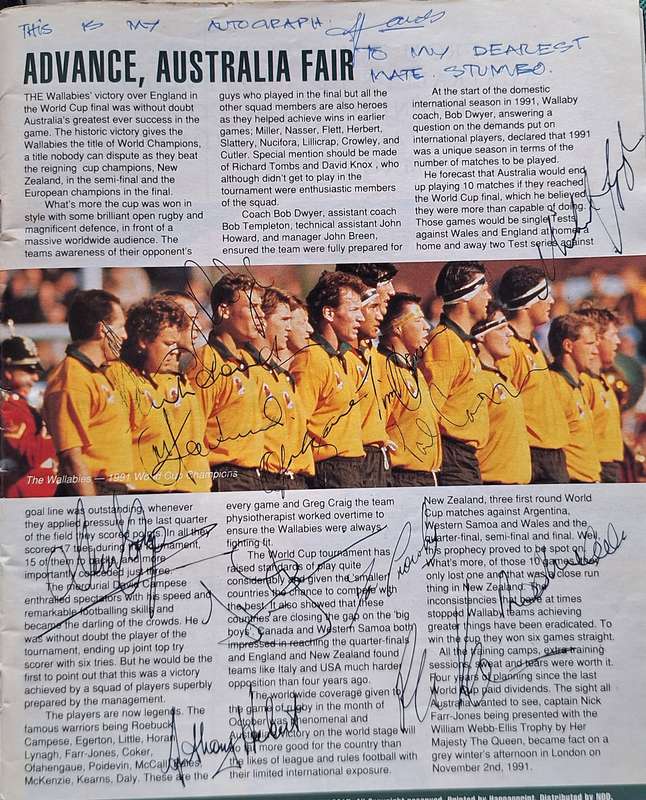 THIS IS MY AUTOGRAPH.
TO MY DEAREST
MATE STUMBO.
ADVANCE, AUSTRALIA FAIR
THE Wallabies' victory over England in
the World Cup final was without doubt
Australia's greatest ever success in the
game. The historic victory gives the
Wallabies the title of World Champions,
a title nobody can dispute as they beat
the reigning cup champions, New
Zealand, in the semi-final and the
European champions in the final.
What's more the cup was won in
style with some brilliant open rugby and
magnificent defence, in front of a
massive worldwide audience. The
teams awareness of their opponent's
guys who played in the final but all the
other squad members are also heroes
as they helped achieve wins in earlier
games; Miller, Nasser, Flett, Herbert,
Slattery, Nucifora, Lillicrap, Crowley, and
Cutler. Special mention should be made
of Richard Tombs and David Knox , who
although didn't get to play in the
tournament were enthusiastic members
of the squad.
Coach Bob Dwyer, assistant coach
Bob Templeton, technical assistant John
Howard, and manager John Breen,
ensured the team were fully prepared for
At the start of the domestic
international season in 1991, Wallaby
coach, Bob Dwyer, answering a
question on the demands put on
international players, declared that 1991
was a unique season in terms of the
number of matches to be played.
He forecast that Australia would end
up playing 10 matches if they reached
the World Cup final, which he believed
they were more than capable of doing.
Those games would be single Tests
against Wales and England at home a
home and away two Test series against
The Wallabies — 1991 World Cup Champions
goal line was outstanding, whenever
they applied pressure in the last quarter
of the field they scored points. In all they
scored 17 tries during the tournament,
15 of them by backs and more
importantly conceded just three.
The mercurial David Campese
enthralled spectators with his speed and
remarkable footballing skill and
became the darling of the crowds. He
was without doubt the player of the
tournament, ending up joint top try
scorer with six tries. But he would be the
first to point out that this was a victory
achieved by a squad of players superbly
prepared by the management.
The players are now legends. The
famous warriors being Roebuck,
Campese, Egerton, Little, Horan,
Lynagh, Farr-Jones, Coker,
Ofahengaue, Poidevin, McCall, Jones,
McKenzie, Kearns, Daly. These are the
every game and Greg Craig the team
physiotherapist worked overtime to
ensure the Wallabies were always
fighting fit.
The World Cup tournament has
raised standards of play quite
considerably and given the 'smaller'
countries the chance to compete with
the best. It also showed that these
countries are closing the gap on the 'big
boys'. Canada and Western Samoa both
impressed in reaching the quarter-finals
and England and New Zealand found
teams like Italy and USA much harder
opposition than four years ago.
The worldwide coverage given to
the game of rugby in the month of
October was phenomenal and
Australia's victory on the world stage will
do far more good for the country than
the likes of league and rules football with
their limited international exposure.
New Zealand, three first round World
Cup matches against Argentina,
Western Samoa and Wales and the
quarter-final, semi-final and final. Well,
his prophecy proved to be spot on.
What's more, of those 10 Tests
only lost one and that was a close run
thing in New Zealand. The
inconsistencies that have at times
stopped Wallaby teams achieving
greater things have been eradicated. To
win the cup they won six games straight.
All the training camps, extra training
sessions, sweat and tears were worth it.
Four years of planning since the last
World Cup paid dividends. The sight all
Australia wanted to see, captain Nick
Farr-Jones being presented with the
William Webb-Ellis Trophy by Her
Majesty The Queen, became fact on a
grey winter's afternoon in London on
November 2nd, 1991.
All Copyright reserved. Printed by Hannanprint. Distributed by NDD.